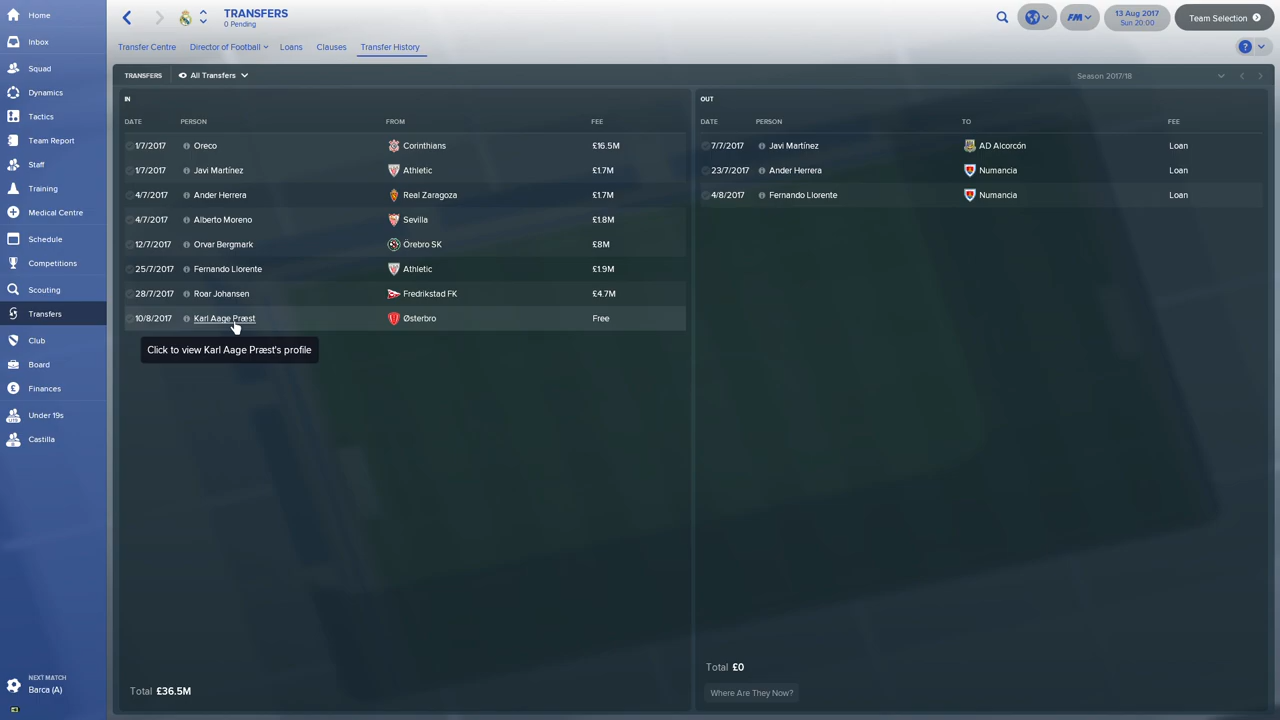 Home
Inbox
Squad
Dynamics
Tactics
Team Report
Staff
Training
Medical Centre
Schedule
Competitions
Scouting
Transfers
Club
Board
Finances
Under 19s
Castilla
NEXT MATCH
Barca (A)
TRANSFERS
0 Pending
FM
13 Aug 2017
Sun 20:00
Team Selection
Transfer Centre Director of Football Loans Clauses Transfer History
?
TRANSFERS All Transfers Season 2017/18
IN
DATE PERSON FROM FEE
1/7/2017 Oreco Corinthians £16.5M
1/7/2017 Javi Martínez Athletic £1.7M
4/7/2017 Ander Herrera Real Zaragoza £1.7M
4/7/2017 Alberto Moreno Sevilla £1.8M
12/7/2017 Orvar Bergmark Örebro SK £8M
25/7/2017 Fernando Llorente Athletic £1.9M
28/7/2017 Roar Johansen Fredrikstad FK £4.7M
10/8/2017 Karl Aage Præst Østerbro Free
Click to view Karl Aage Præst's profile
Total £36.5M
OUT
DATE PERSON TO FEE
7/7/2017 Javi Martínez AD Alcorcón Loan
23/7/2017 Ander Herrera Numancia Loan
4/8/2017 Fernando Llorente Numancia Loan
Total £0
Where Are They Now?